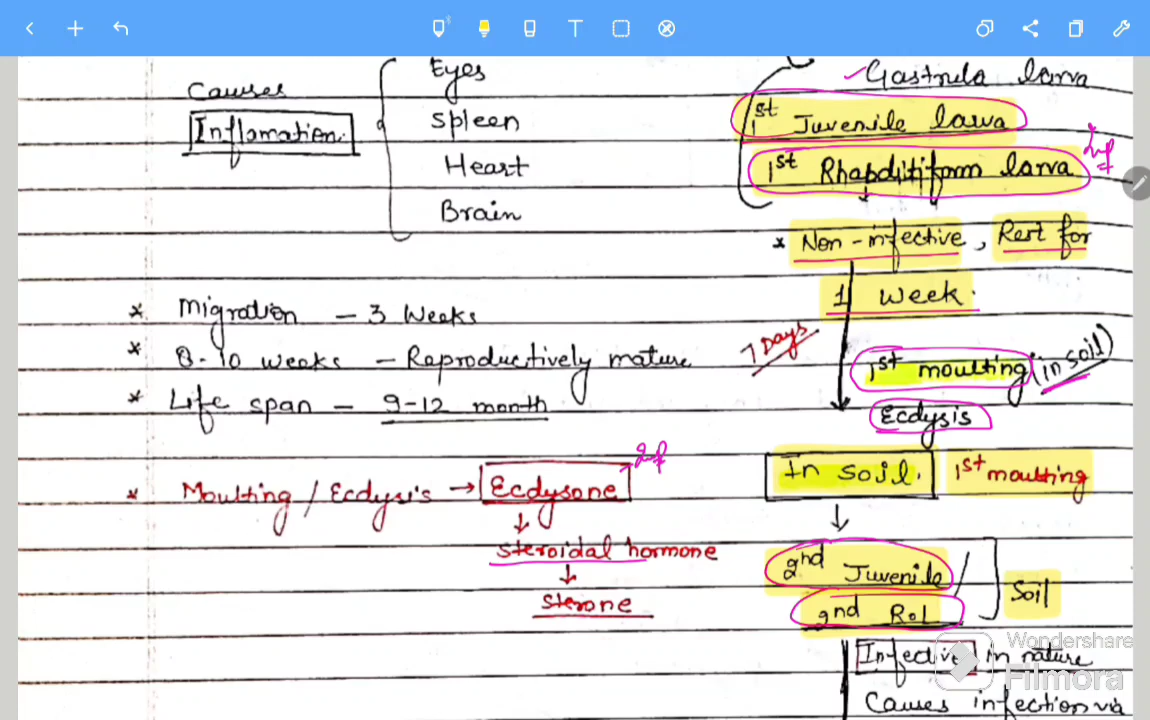 Causes
Inflamation.
Eyes
Spleen
Heart
Brain
* Migration – 3 Weeks
* 8-10 weeks – Reproductively mature
* Life span – 9-12 month
* Moulting / Ecdysis → Ecdysone
↓
steroidal hormone
↓
Sterone
✓Gastrula larva
1st Juvenile larva
1st Rhabditiform larva
* Non-infective, Rest for
1 week.
7 Days
1st moulting (in soil)
Ecdysis
In soil. 1st moulting
↓
2nd Juvenile /
2nd R.L
Soil
Infective in nature
Causes infection via
Wondershare
Filmora